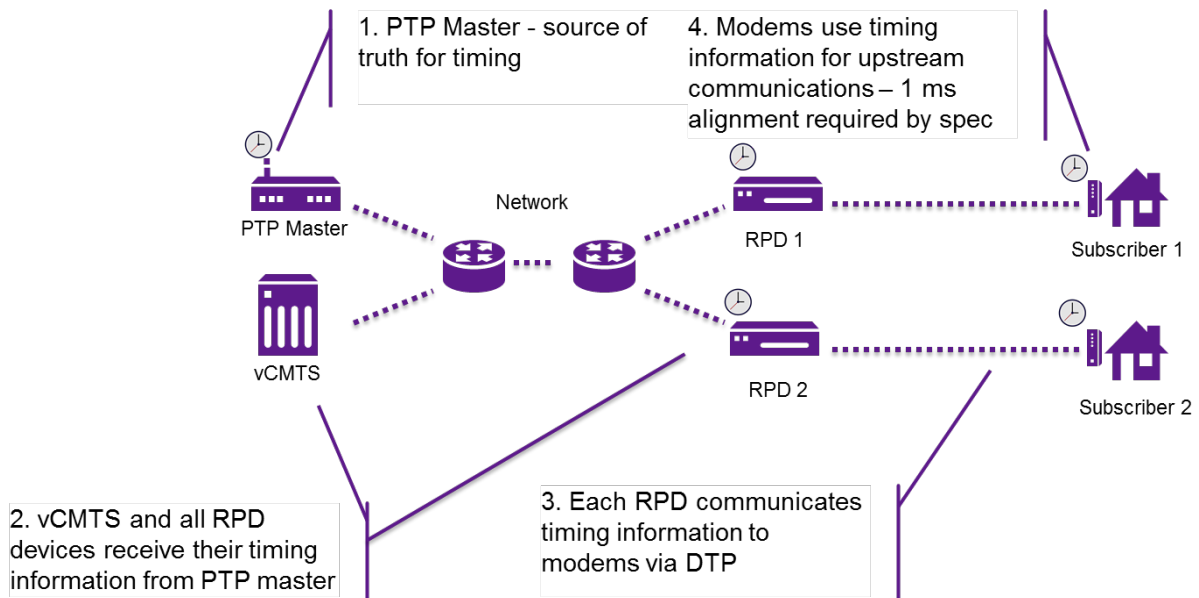 1. PTP Master - source of
truth for timing
4. Modems use timing
information for upstream
communications – 1 ms
alignment required by spec
PTP Master
Network
RPD 1
Subscriber 1
vCMTS
RPD 2
Subscriber 2
2. vCMTS and all RPD
devices receive their timing
information from PTP master
3. Each RPD communicates
timing information to
modems via DTP